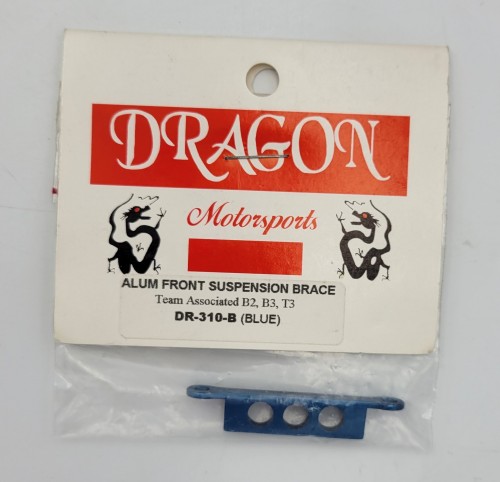 DRAGON
Motorsports
ALUM FRONT SUSPENSION BRACE
Team Associated B2, B3, T3
DR-310-B (BLUE)